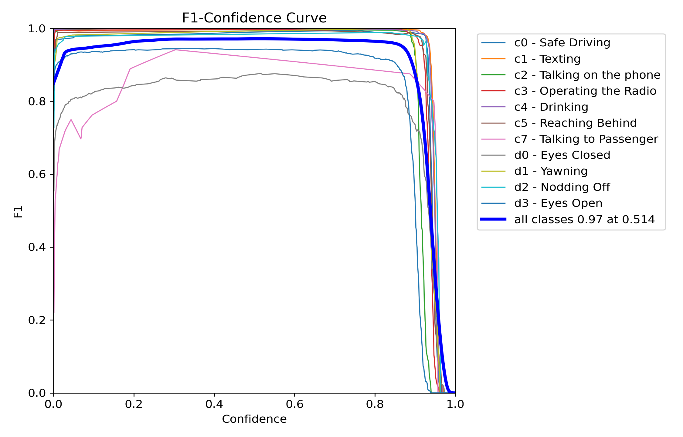 F1-Confidence Curve
1.0
0.8
0.6
0.4
0.2
0.0
F1
0.0 0.2 0.4 0.6 0.8 1.0
Confidence
c0 - Safe Driving
c1 - Texting
c2 - Talking on the phone
c3 - Operating the Radio
c4 - Drinking
c5 - Reaching Behind
c7 - Talking to Passenger
d0 - Eyes Closed
d1 - Yawning
d2 - Nodding Off
d3 - Eyes Open
all classes 0.97 at 0.514